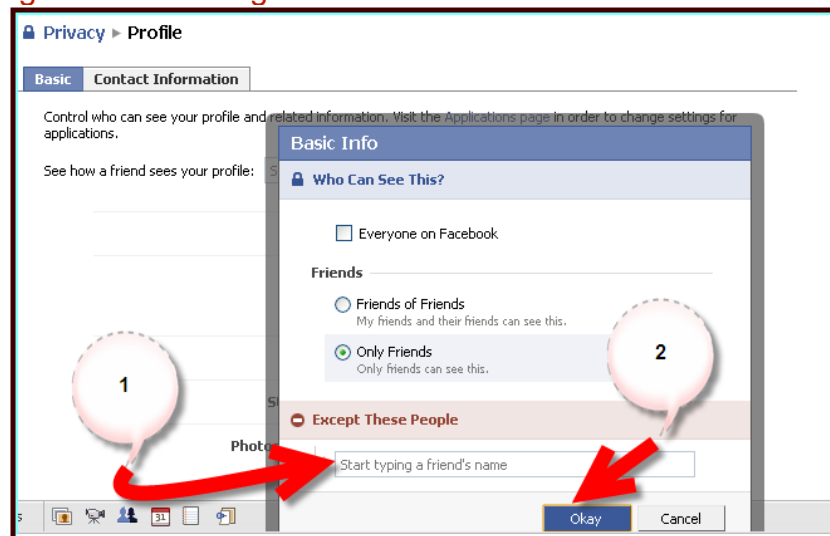 Privacy ▸ Profile
Basic Contact Information
Control who can see your profile and related information. Visit the Applications page in order to change settings for
applications.
See how a friend sees your profile:
Basic Info
Who Can See This?
Everyone on Facebook
Friends
Friends of Friends
My friends and their friends can see this.
Only Friends
Only friends can see this.
1
2
Except These People
Photo
Start typing a friend's name
31
Okay Cancel